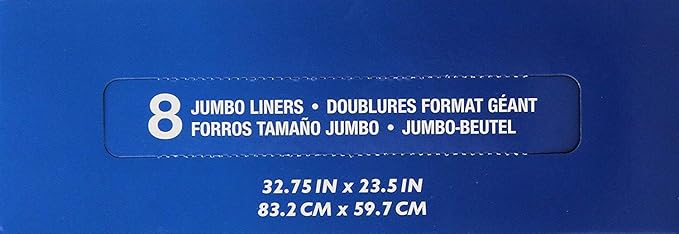 8 JUMBO LINERS • DOUBLURES FORMAT GÉANT
FORROS TAMAÑO JUMBO • JUMBO-BEUTEL
32.75 IN x 23.5 IN
83.2 CM x 59.7 CM